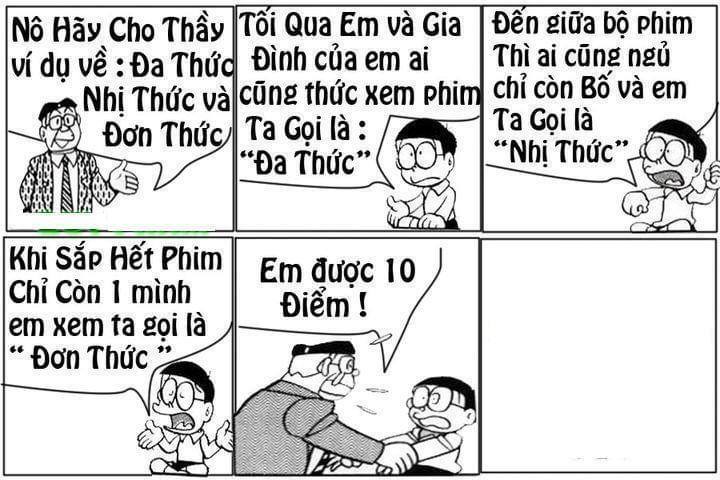 Nô Hãy Cho Thầy
ví dụ về : Đa Thức
Nhị Thức và
Đơn Thức
Tối Qua Em và Gia
Đình của em ai
cũng thức xem phim
Ta Gọi là :
“Đa Thức”
Đến giữa bộ phim
Thì ai cũng ngủ
chỉ còn Bố và em
Ta Gọi là
“Nhị Thức”
Khi Sắp Hết Phim
Chỉ Còn 1 mình
em xem ta gọi là
“ Đơn Thức ”
Em được 10
Điểm !